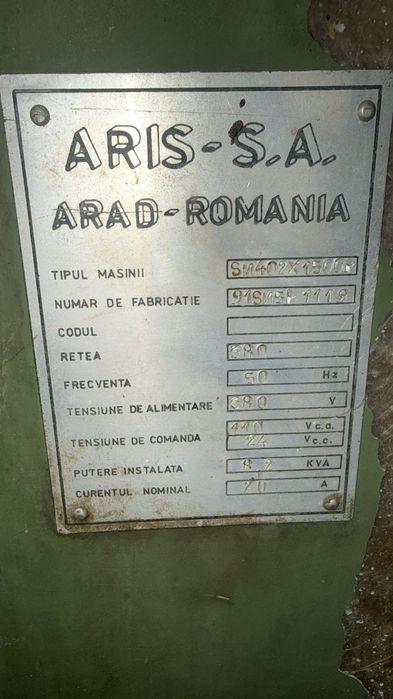 ARIS-S.A.
ARAD-ROMANIA
TIPUL MASINII
NUMAR DE FABRICATIE
CODUL
RETEA 380
FRECVENTA 50 Hz
TENSIUNE DE ALIMENTARE 380 V
110 V c.a.
TENSIUNE DE COMANDA 24 V c.c.
PUTERE INSTALATA KVA
CURENTUL NOMINAL 20 A